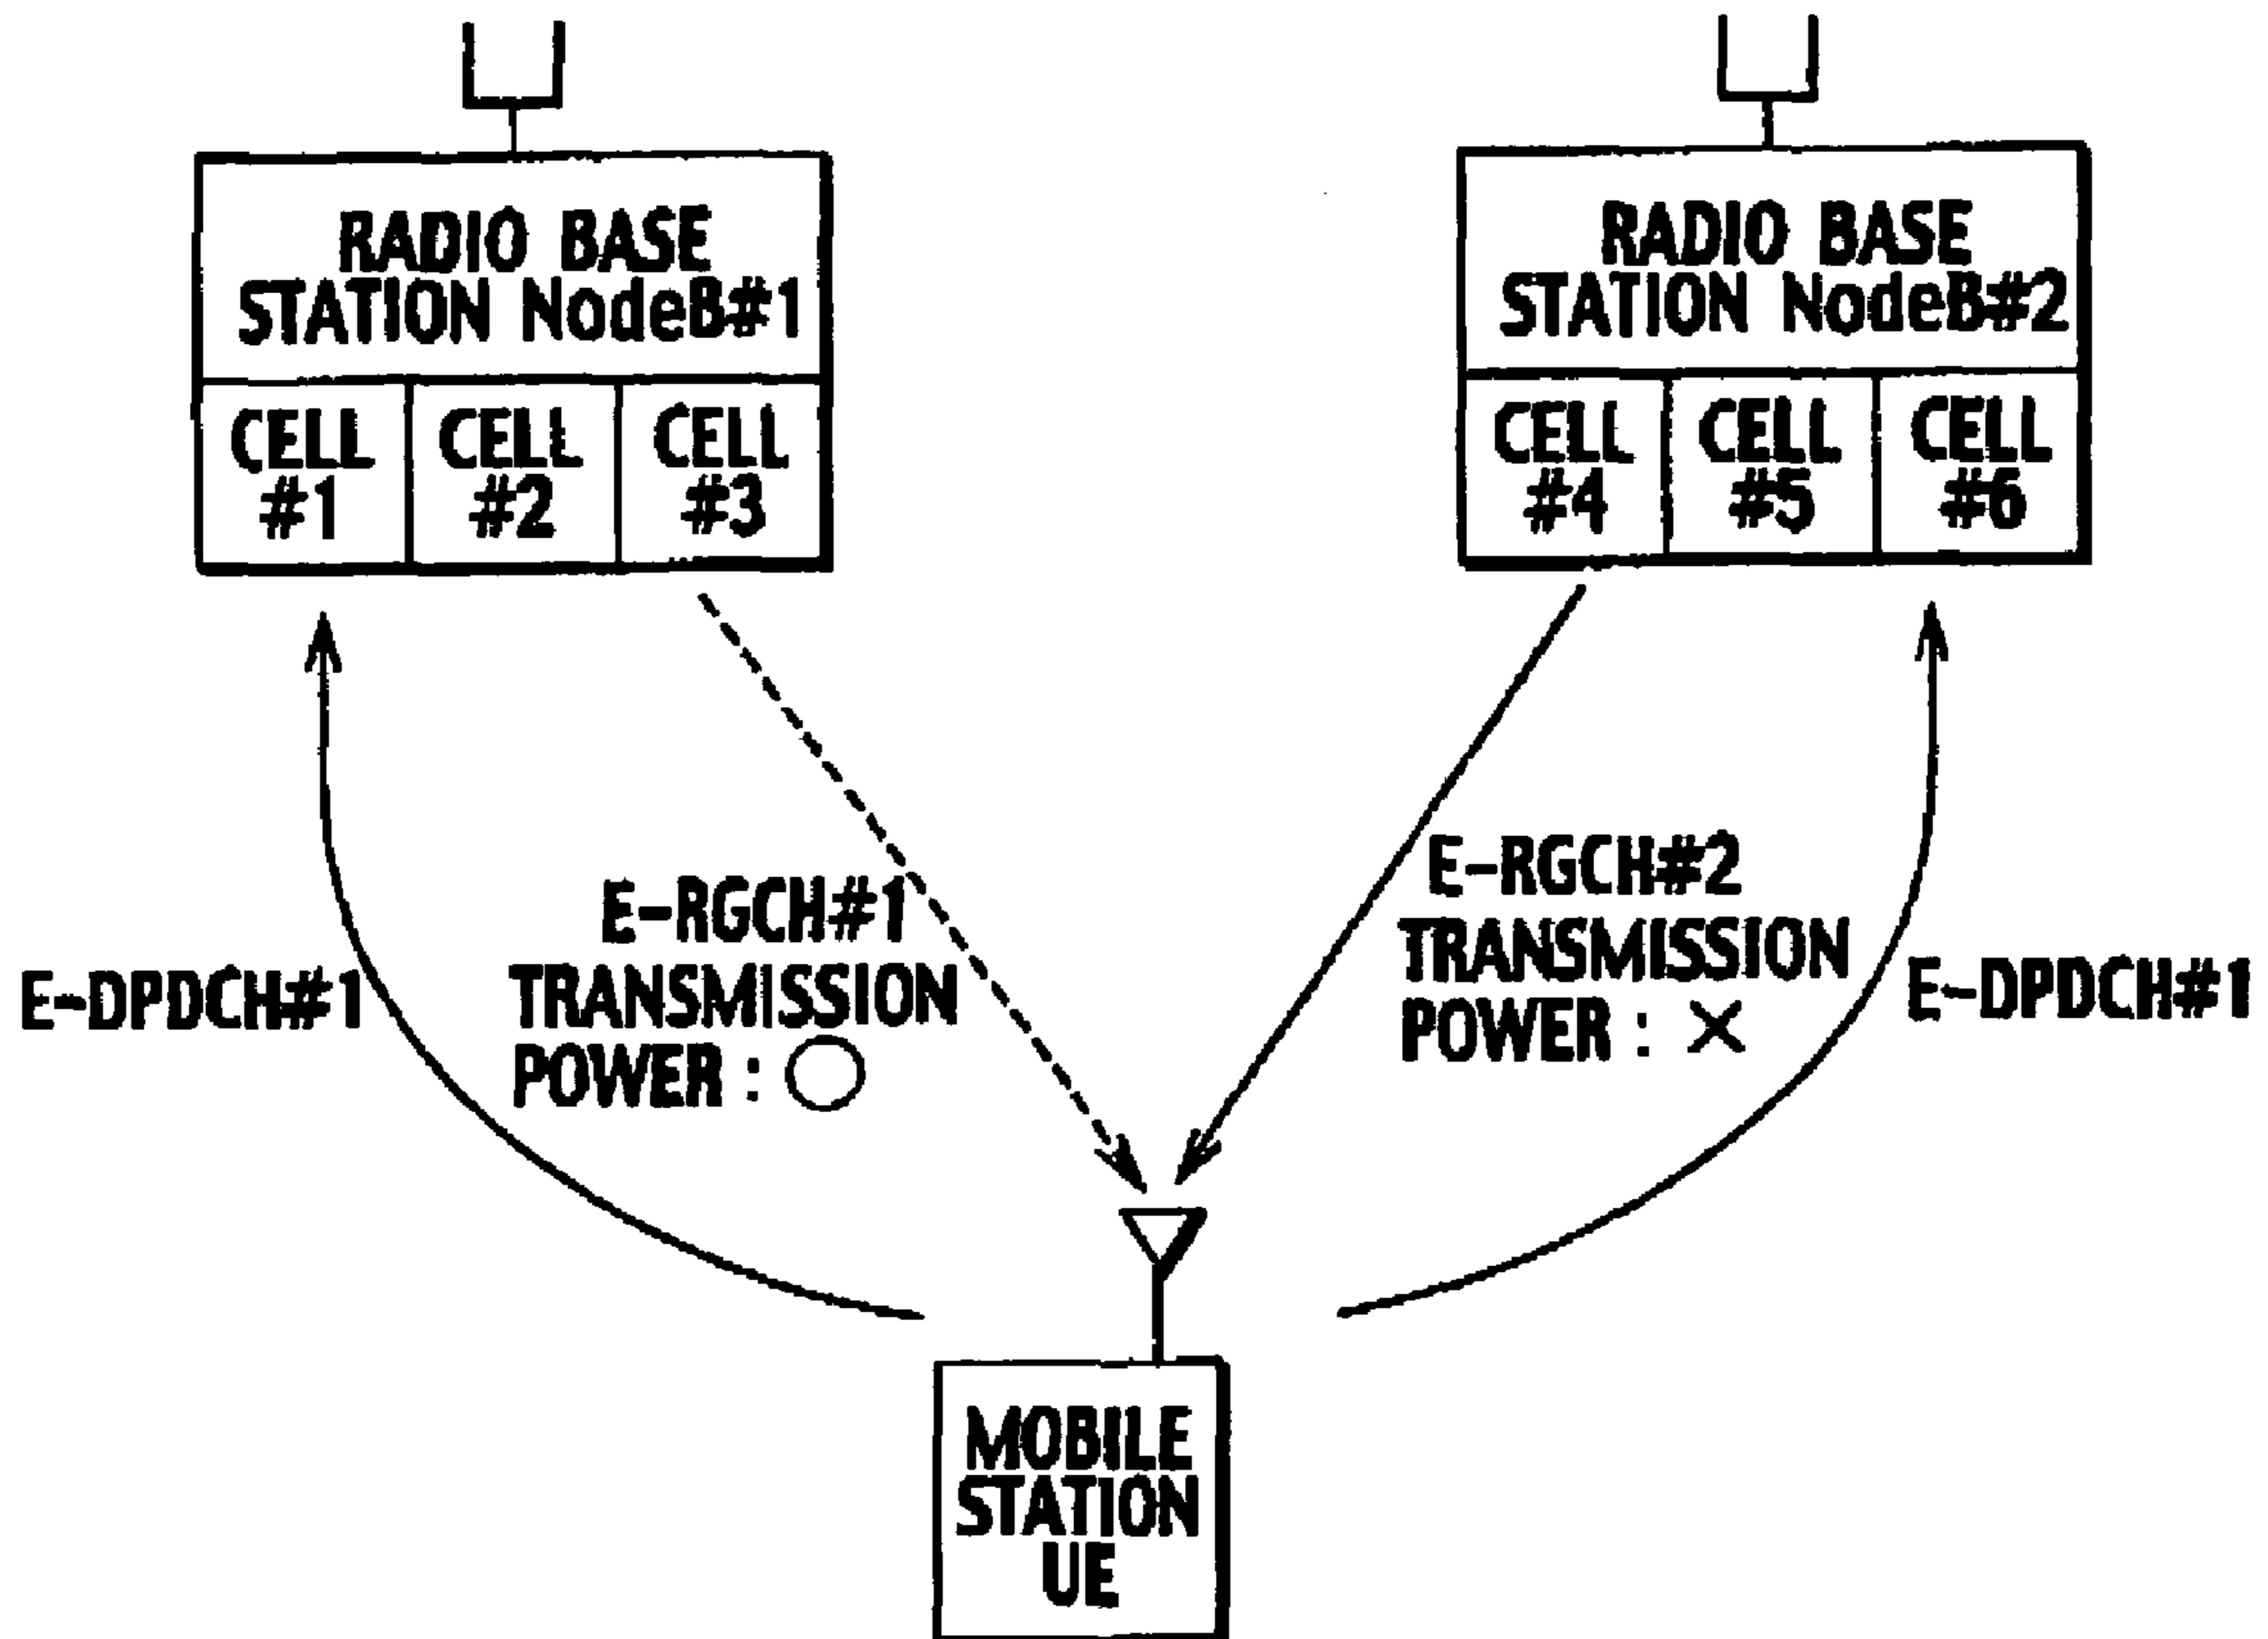 RADIO BASE
STATION NodeB#1
CELL
#1
CELL
#2
CELL
#3
RADIO BASE
STATION NodeB#2
CELL
#4
CELL
#5
CELL
#6
E-DPDCH#1
E-RGCH#1
TRANSMISSION
POWER : ○
E-RGCH#2
TRANSMISSION
POWER : ×
E-DPDCH#1
MOBILE
STATION
UE